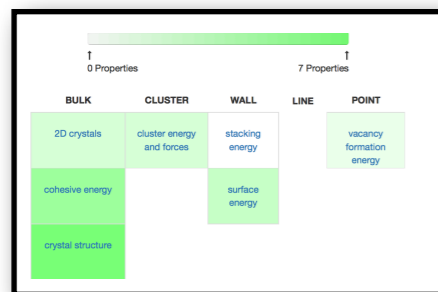 0 Properties 7 Properties
BULK CLUSTER WALL LINE POINT
2D crystals
cluster energy
and forces
stacking
energy
vacancy
formation
energy
cohesive energy
surface
energy
crystal structure